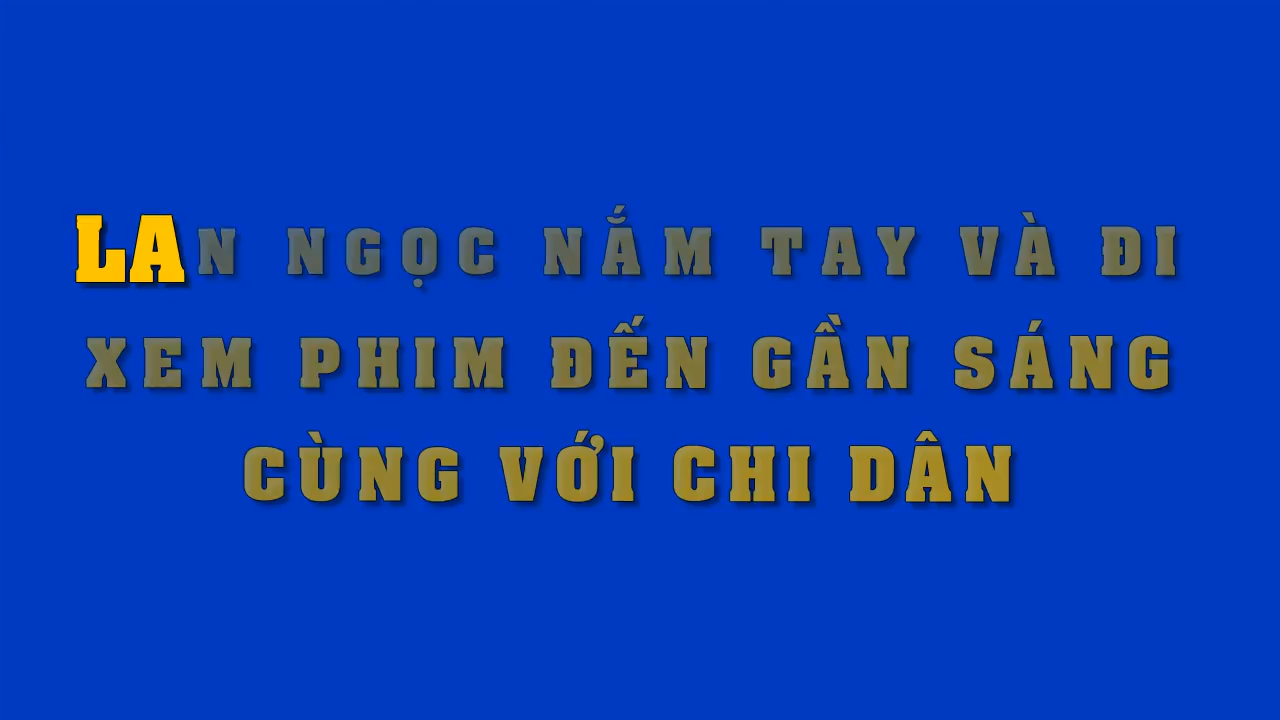 LAN NGỌC NẮM TAY VÀ ĐI
XEM PHIM ĐẾN GẦN SÁNG
CÙNG VỚI CHI DÂN